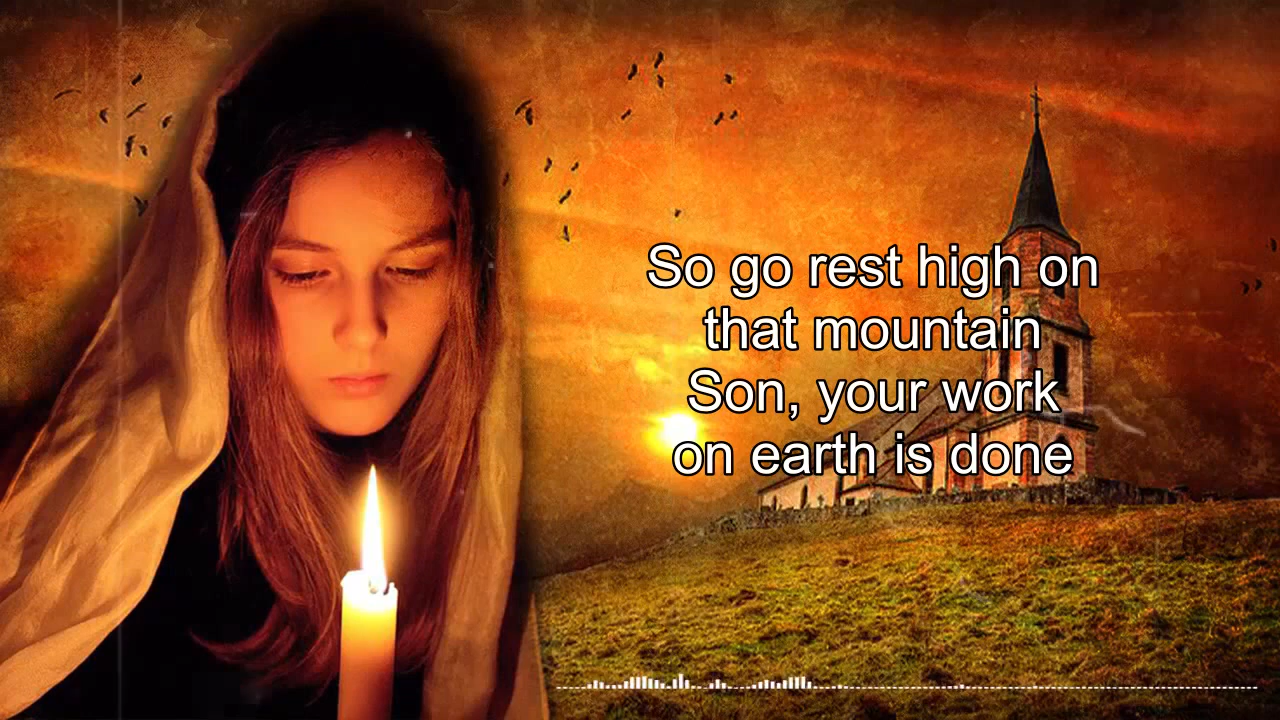 So go rest high on
that mountain
Son, your work
on earth is done